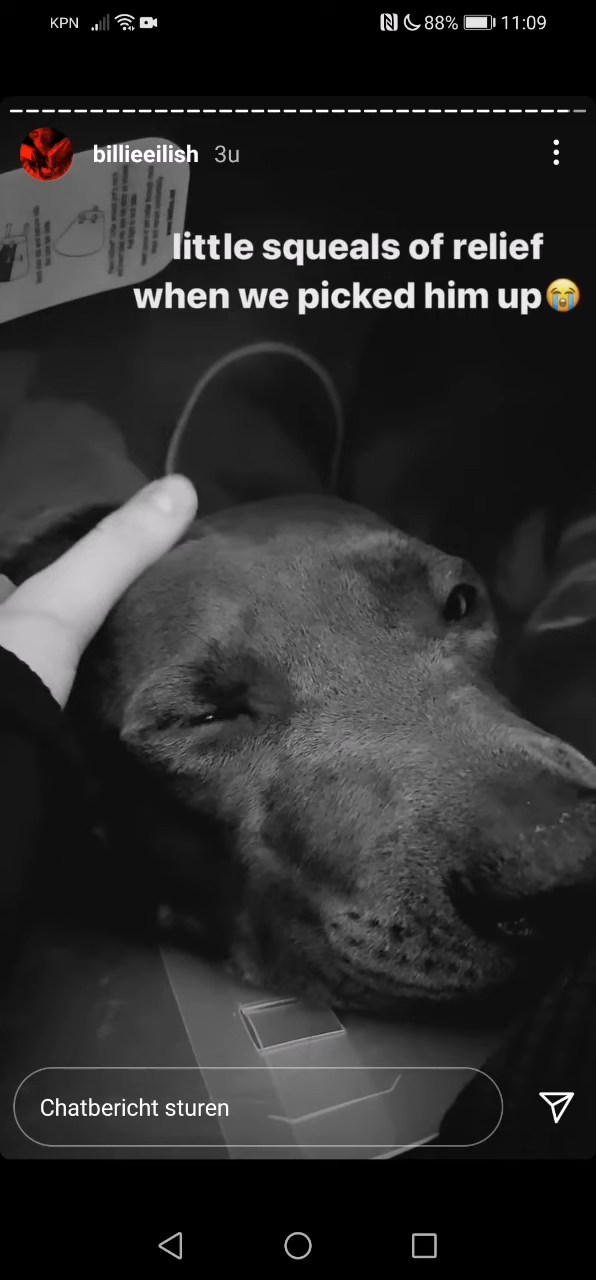 KPN 88% 11:09
billieeilish 3u
little squeals of relief
when we picked him up😭
Chatbericht sturen